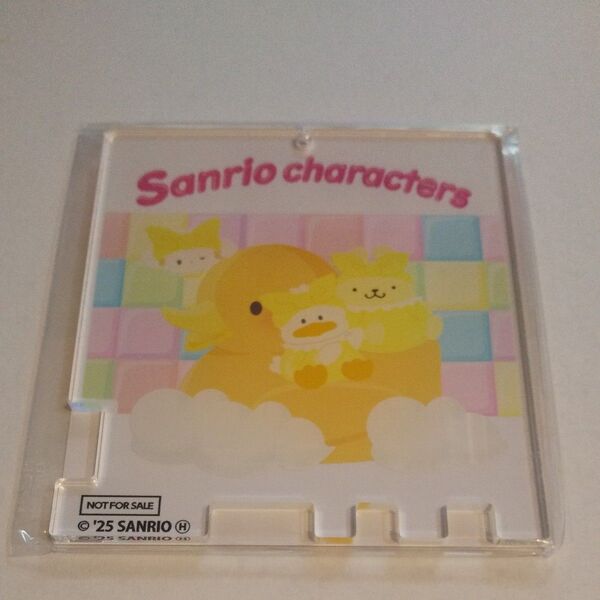 Sanrio characters
NOT FOR SALE
© '25 SANRIO Ⓗ